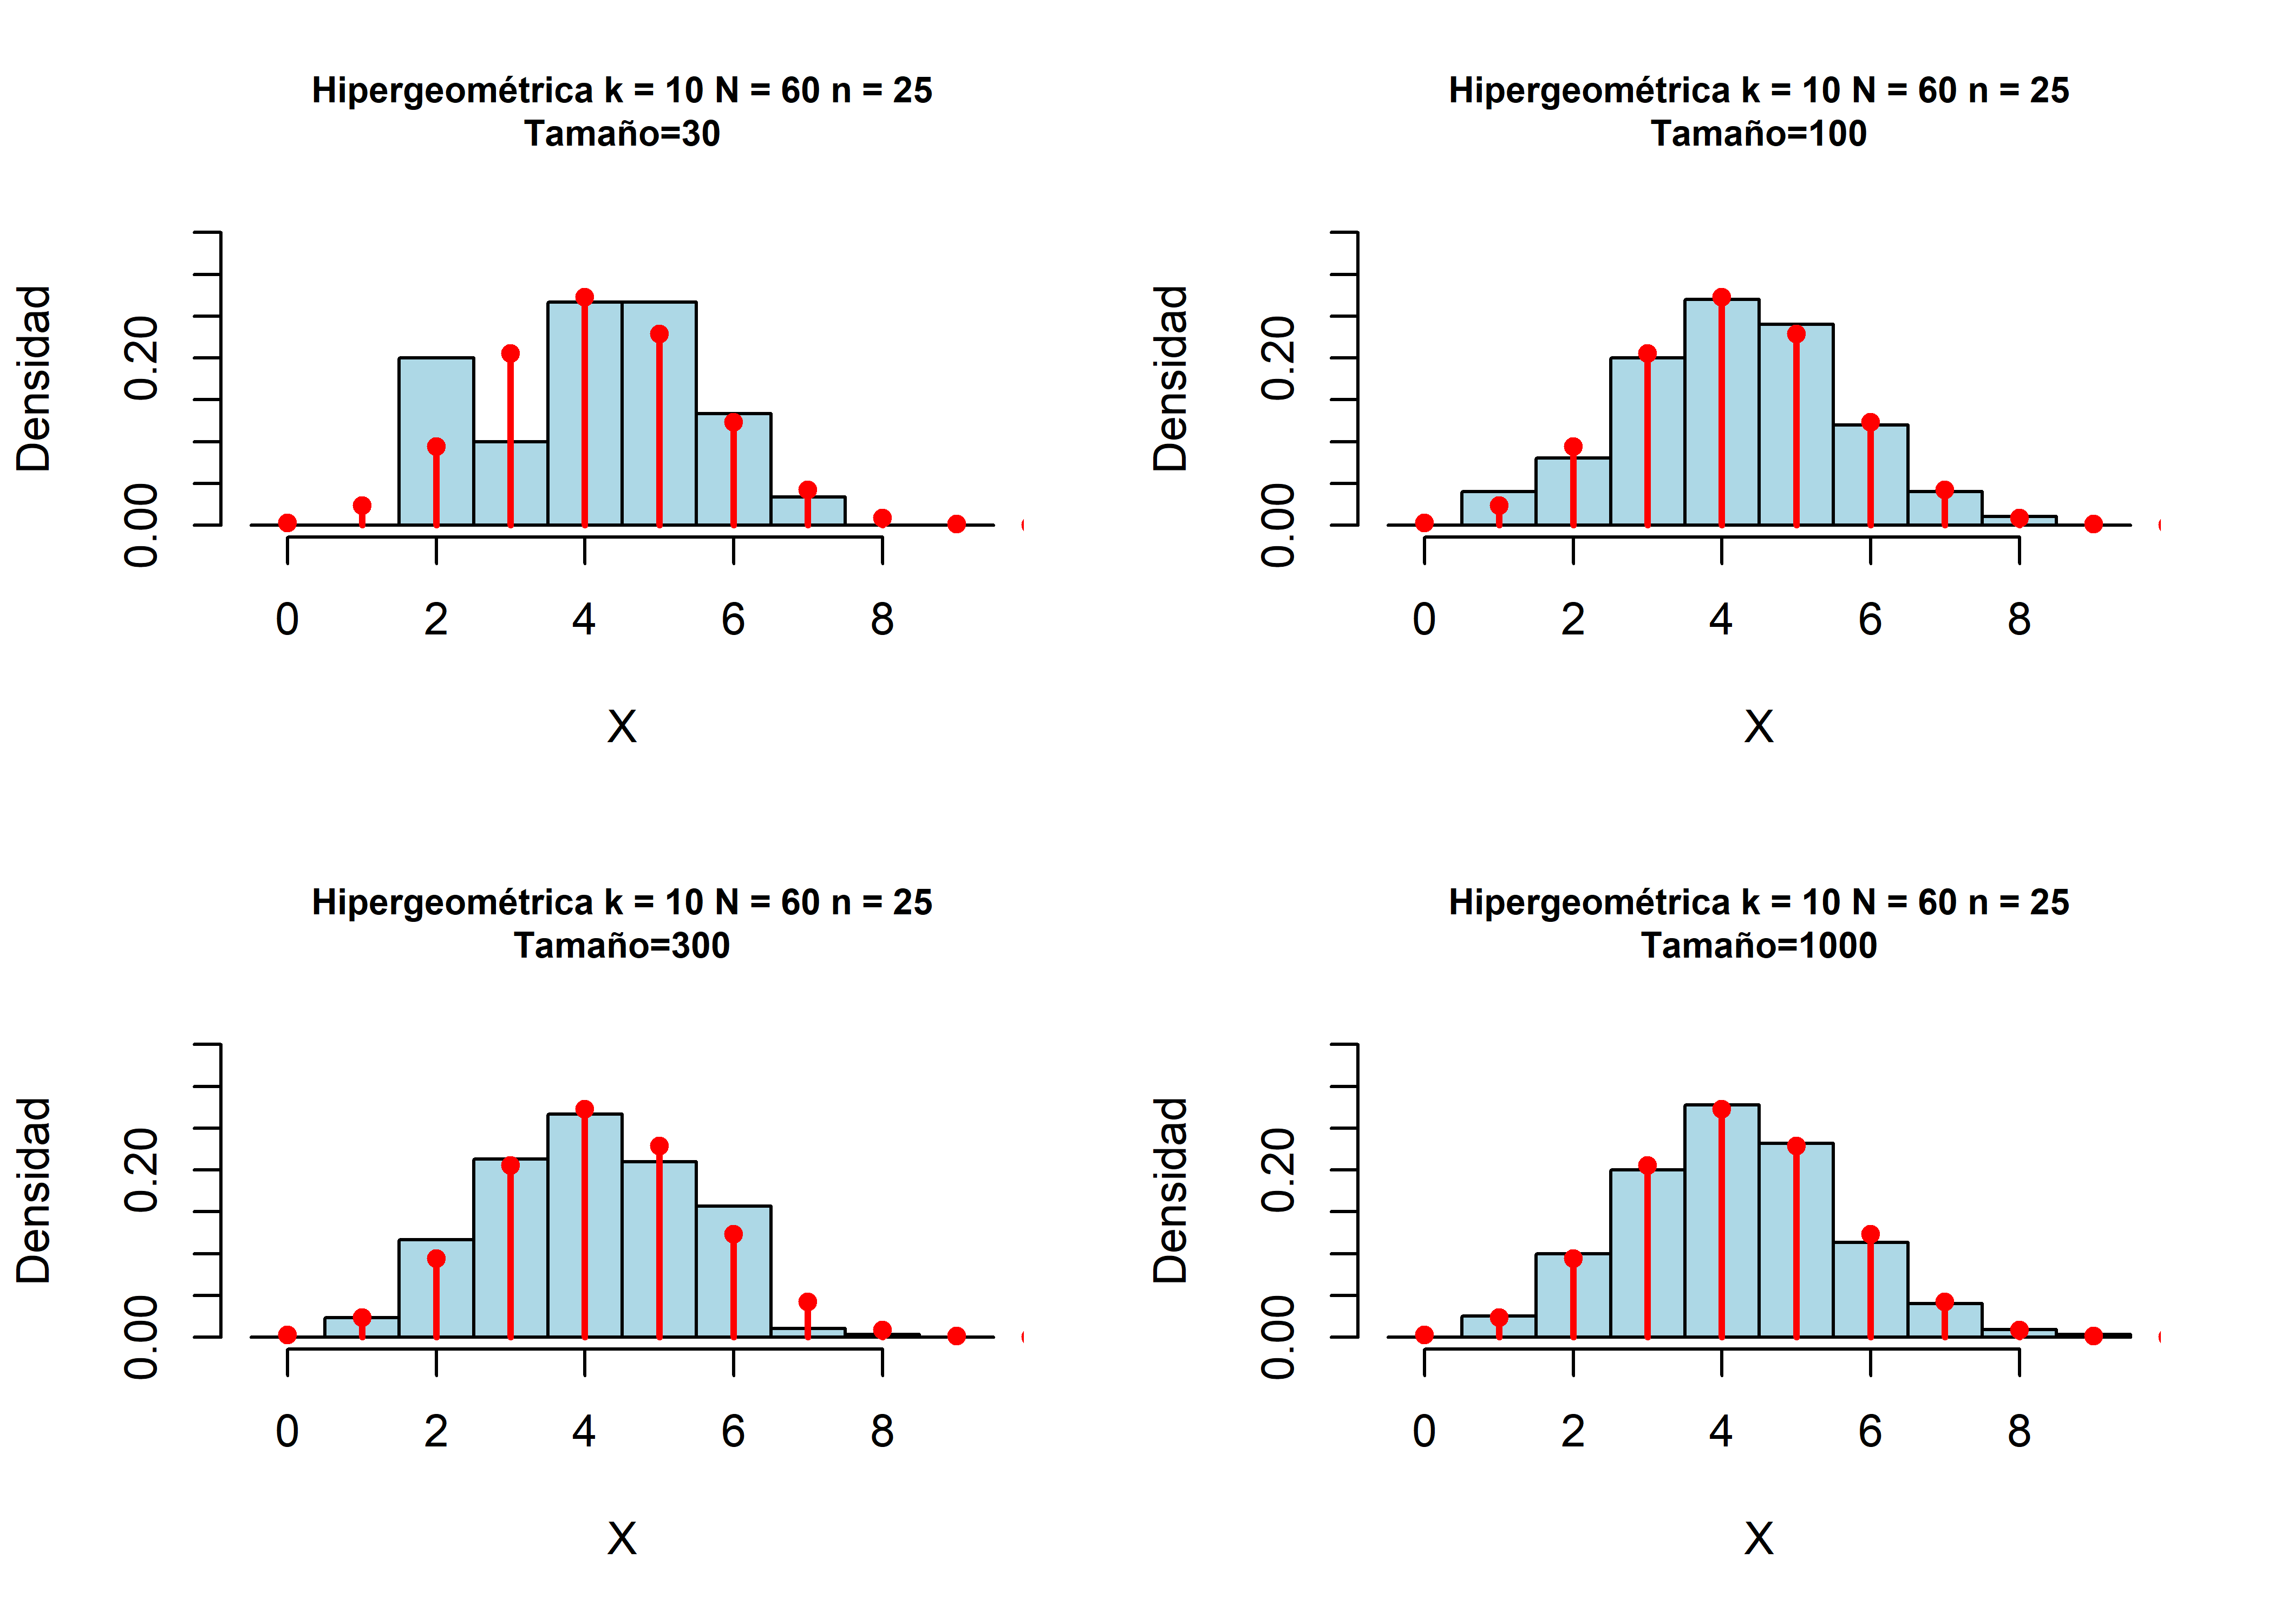 Hipergeométrica k = 10 N = 60 n = 25
Tamaño=30
Densidad
0.00 0.20
0 2 4 6 8
X
Hipergeométrica k = 10 N = 60 n = 25
Tamaño=100
Densidad
0.00 0.20
0 2 4 6 8
X
Hipergeométrica k = 10 N = 60 n = 25
Tamaño=300
Densidad
0.00 0.20
0 2 4 6 8
X
Hipergeométrica k = 10 N = 60 n = 25
Tamaño=1000
Densidad
0.00 0.20
0 2 4 6 8
X